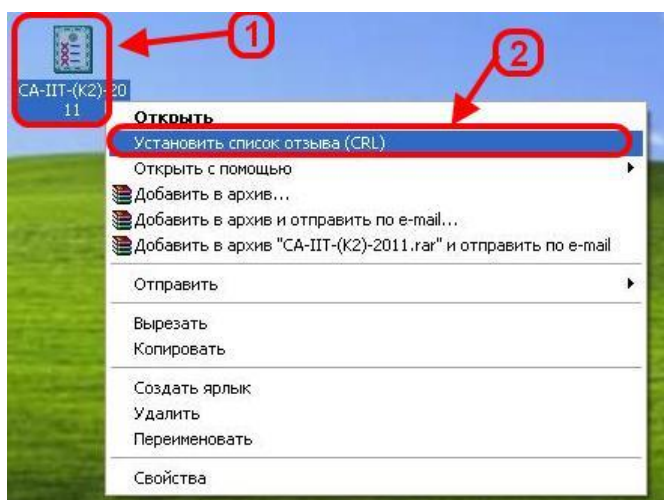 1
2
CA-IIT-(K2)-20
11
Открыть
Установить список отзыва (CRL)
Открыть с помощью
Добавить в архив...
Добавить в архив и отправить по e-mail...
Добавить в архив "CA-IIT-(K2)-2011.rar" и отправить по e-mail
Отправить
Вырезать
Копировать
Создать ярлык
Удалить
Переименовать
Свойства